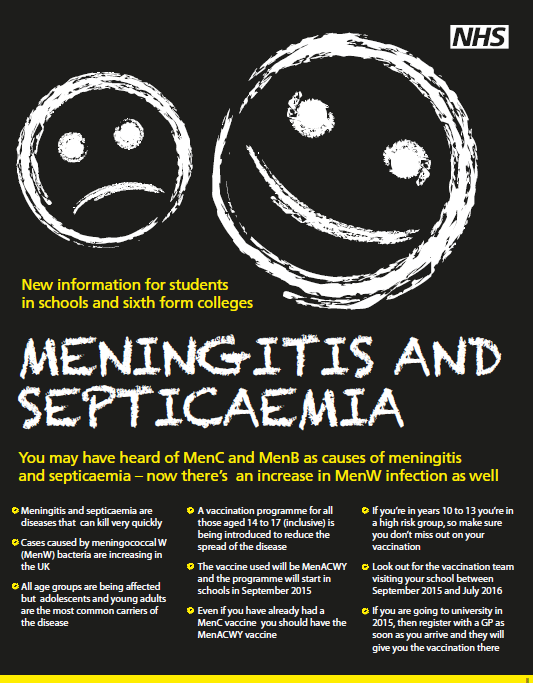 NHS
New information for students
in schools and sixth form colleges
MENINGITIS AND
SEPTICAEMIA
You may have heard of MenC and MenB as causes of meningitis
and septicaemia – now there's an increase in MenW infection as well
Meningitis and septicaemia are
diseases that can kill very quickly
Cases caused by meningococcal W
(MenW) bacteria are increasing in
the UK
All age groups are being affected
but adolescents and young adults
are the most common carriers of
the disease
A vaccination programme for all
those aged 14 to 17 (inclusive) is
being introduced to reduce the
spread of the disease
The vaccine used will be MenACWY
and the programme will start in
schools in September 2015
Even if you have already had a
MenC vaccine you should have the
MenACWY vaccine
If you're in years 10 to 13 you're in
a high risk group, so make sure
you don't miss out on your
vaccination
Look out for the vaccination team
visiting your school between
September 2015 and July 2016
If you are going to university in
2015, then register with a GP as
soon as you arrive and they will
give you the vaccination there